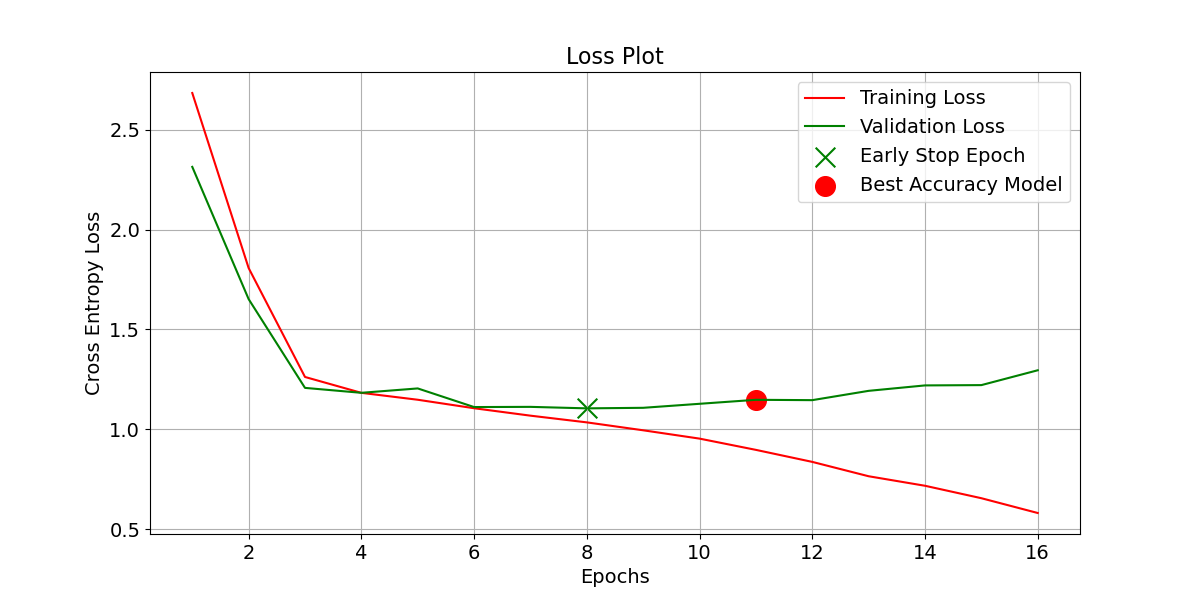 Loss Plot
Training Loss
Validation Loss
Early Stop Epoch
Best Accuracy Model
Cross Entropy Loss
2.5
2.0
1.5
1.0
0.5
2 4 6 8 10 12 14 16
Epochs